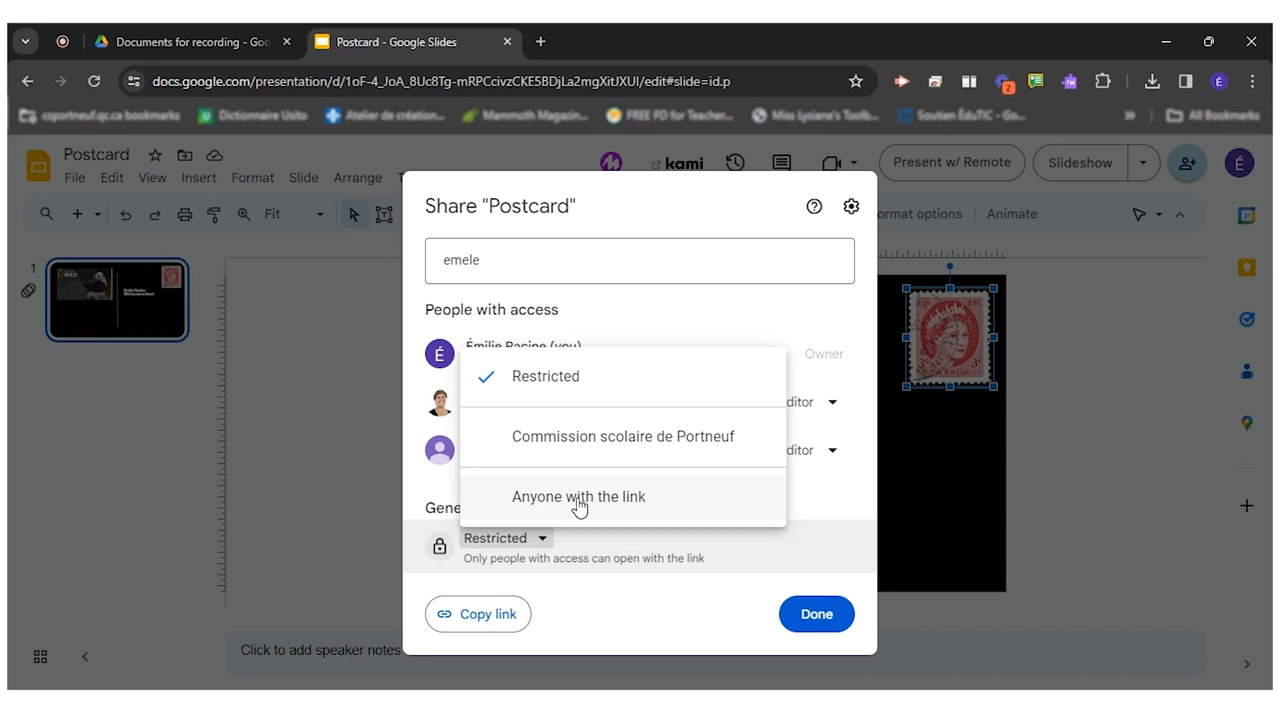 Documents for recording - Goo
Postcard - Google Slides
docs.google.com/presentation/d/1oF-4_JoA_8Uc8Tg-mRPCcivzCKE5BDjLa2mgXitJXUI/edit#slide=id.p
2
É
csportneuf.qc.ca bookmarks
Dictionnaire Usito
Atelier de création...
Mammoth Magazin...
FREE PD for Teacher...
Miss Lysiane's Toolb...
Soutien ÉduTIC - Go...
All Bookmarks
Postcard
File Edit View Insert Format Slide Arrange T
kami
Present w/ Remote
Slideshow
É
Fit
ormat options
Animate
1
Share "Postcard"
emele
People with access
É
Émilie Racine (you)
Owner
Restricted
ditor
Commission scolaire de Portneuf
ditor
Anyone with the link
Gene
Restricted
Only people with access can open with the link
Copy link
Done
CANADA
Click to add speaker notes